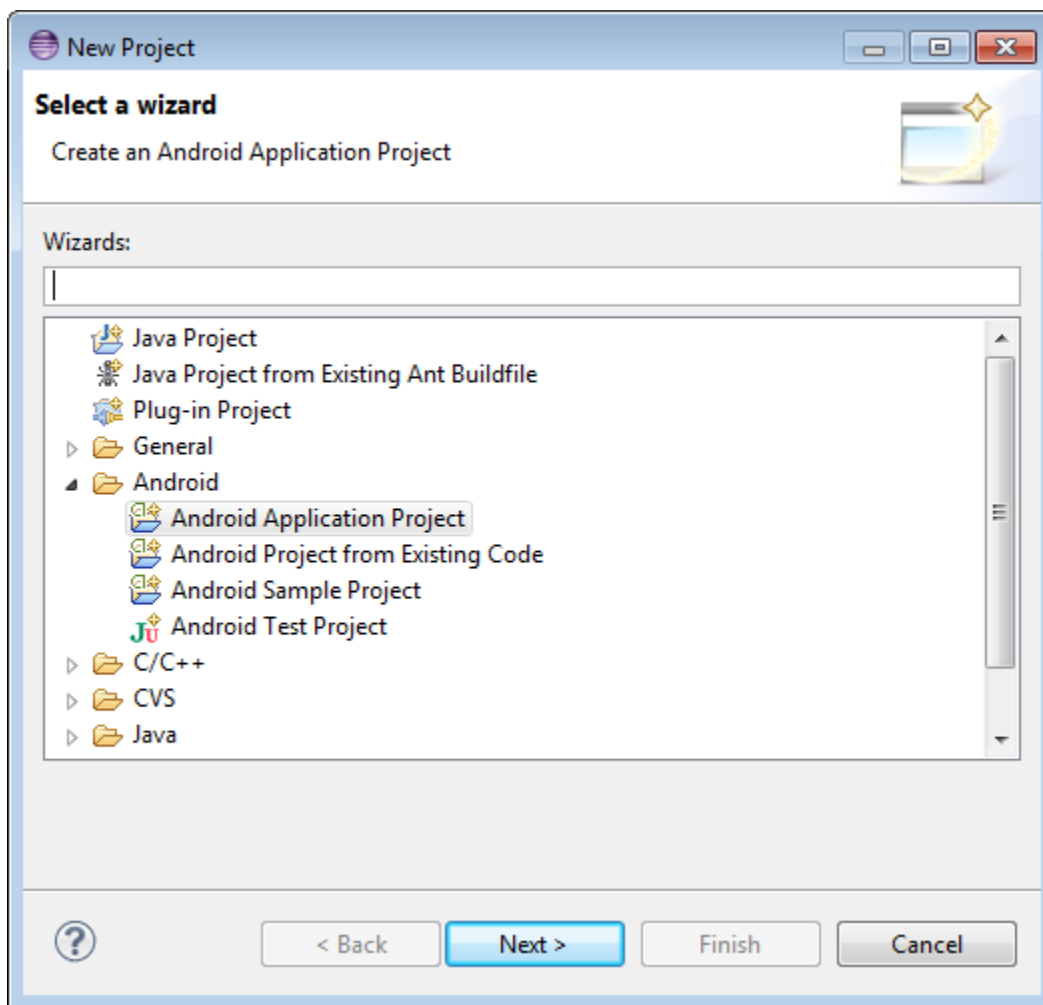 New Project
Select a wizard
Create an Android Application Project
Wizards:
Java Project
Java Project from Existing Ant Buildfile
Plug-in Project
General
Android
Android Application Project
Android Project from Existing Code
Android Sample Project
Android Test Project
C/C++
CVS
Java
< Back Next > Finish Cancel